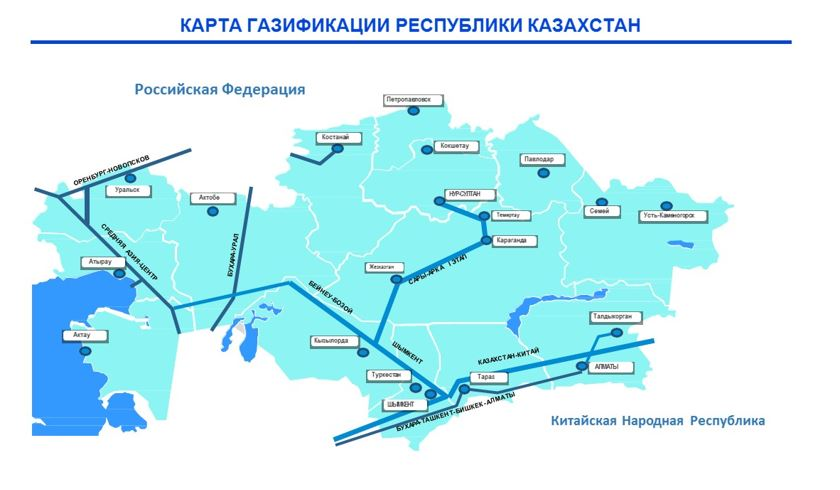 КАРТА ГАЗИФИКАЦИИ РЕСПУБЛИКИ КАЗАХСТАН
Российская Федерация
Петропавловск
Костанай
Кокшетау
Павлодар
ОРЕНБУРГ-НОВОПСКОВ
Уральск
Актобе
НУР-СУЛТАН
Семей
Усть-Каменогорск
Темиртау
Караганда
СРЕДНЯЯ АЗИЯ-ЦЕНТР
БУХАРА-УРАЛ
Атырау
Жезказган
САРЫ-АРКА I ЭТАП
БЕЙНЕУ-БОЗОЙ
Талдыкорган
Актау
Кызылорда
ШЫМКЕНТ
КАЗАХСТАН-КИТАЙ
АЛМАТЫ
Туркестан
Тараз
ШЫМКЕНТ
БУХАРА-ТАШКЕНТ-БИШКЕК-АЛМАТЫ
Китайская Народная Республика